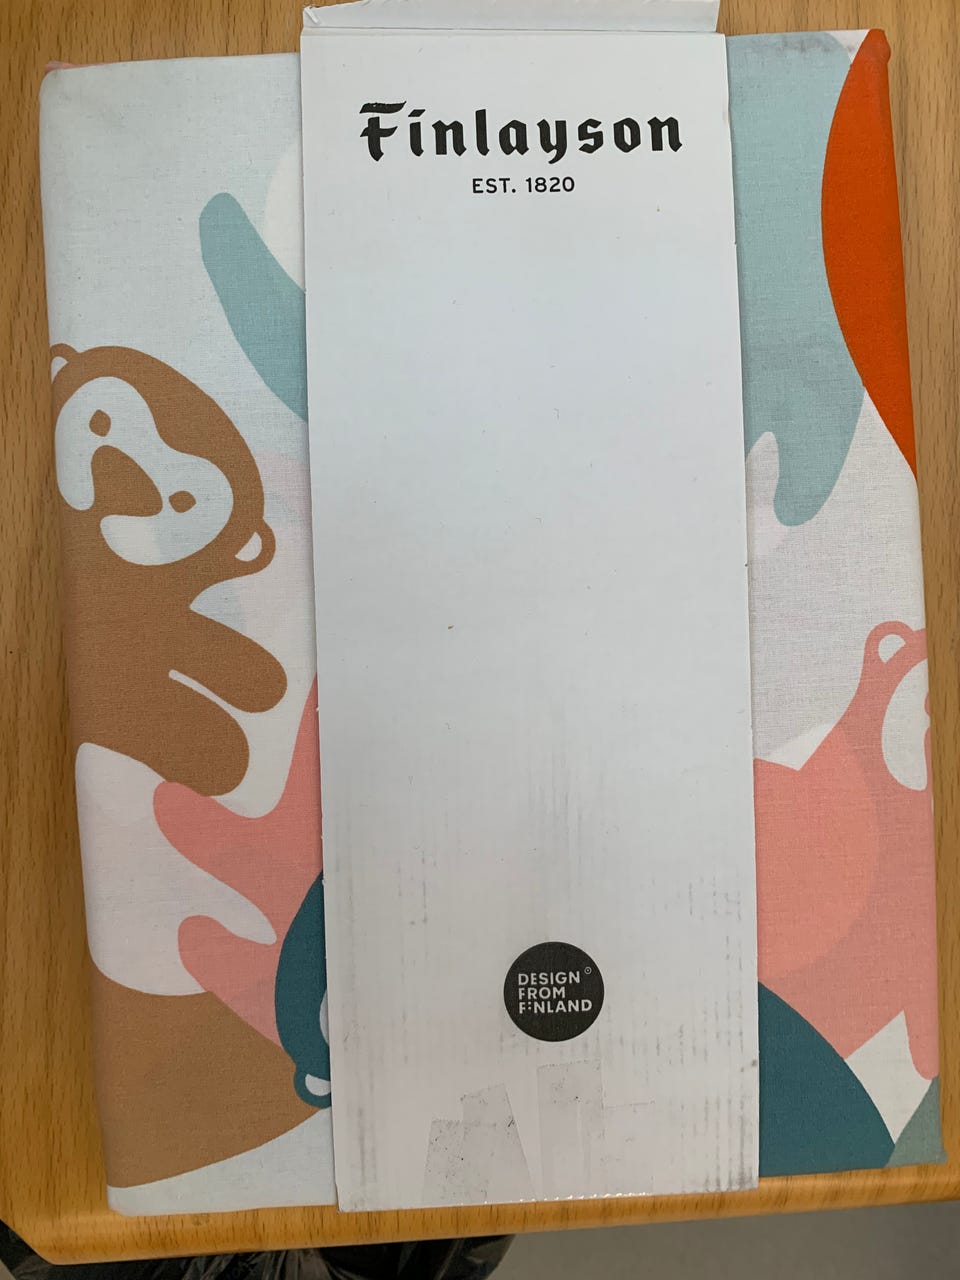 Finlayson
EST. 1820
DESIGN
FROM
FINLAND